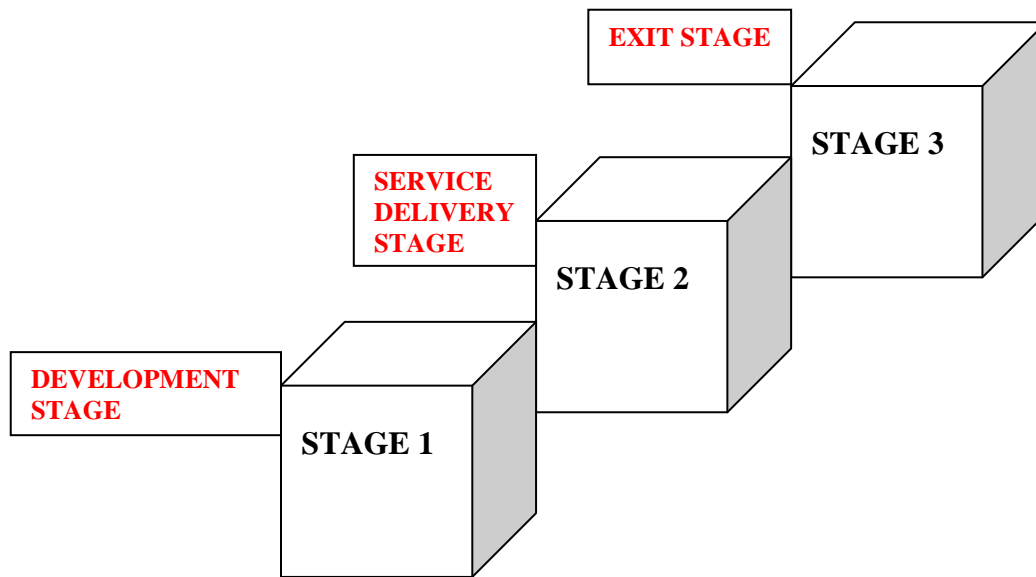 EXIT STAGE
STAGE 3
SERVICE
DELIVERY
STAGE
STAGE 2
DEVELOPMENT
STAGE
STAGE 1